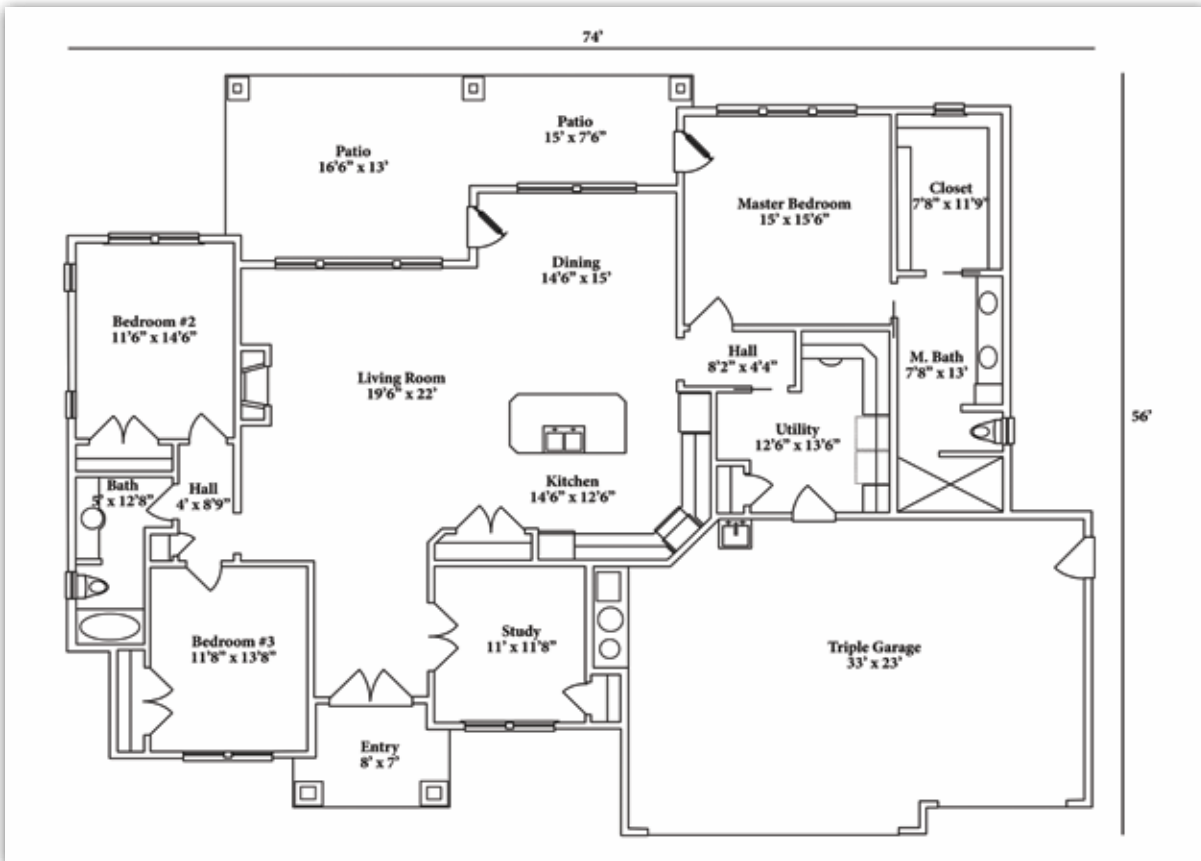 74’
Patio
15’ x 7’6”
Patio
16’6” x 13’
Closet
7’8” x 11’9”
Master Bedroom
15’ x 15’6”
Dining
14’6” x 15’
Bedroom #2
11’6” x 14’6”
Hall
8’2” x 4’4”
M. Bath
7’8” x 13’
Living Room
19’6” x 22’
56’
Utility
12’6” x 13’6”
Kitchen
14’6” x 12’6”
Bath
5’ x 12’8”
Hall
4’ x 8’9”
Study
11’ x 11’8”
Bedroom #3
11’8” x 13’8”
Triple Garage
33’ x 23’
Entry
8’ x 7’